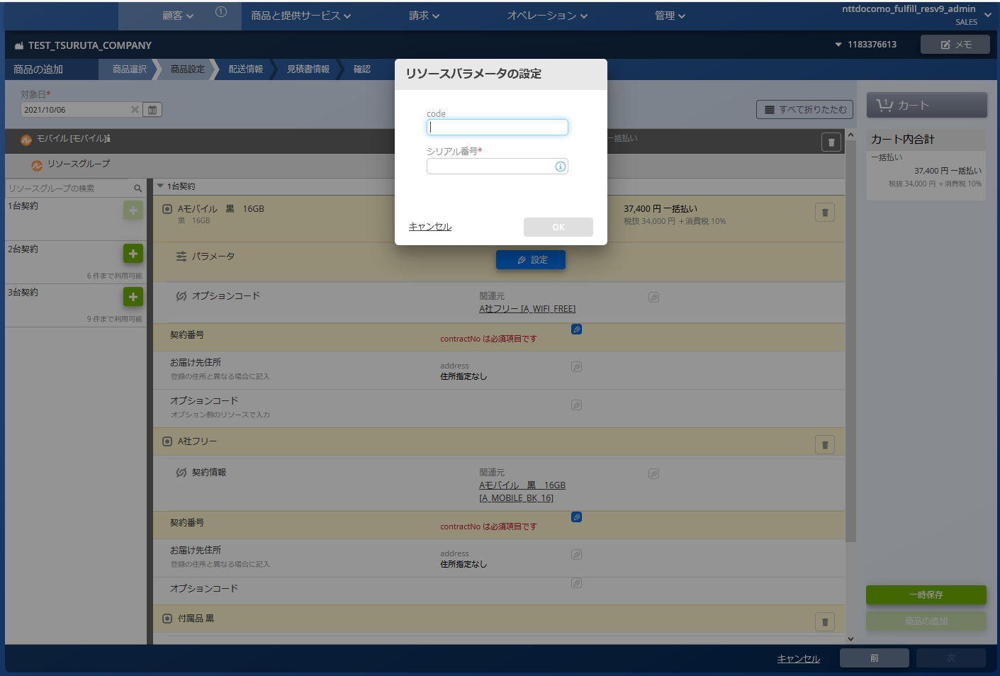 顧客
1
商品と提供サービス
請求
オペレーション
管理
nttdocomo_fulfill_resv9_admin
SALES
TEST_TSURUTA_COMPANY
1183376613
メモ
商品の追加
商品選択
商品設定
配送情報
見積書情報
確認
リソースパラメータの設定
code
シリアル番号*
キャンセル
OK
対象日*
2021/10/06
すべて折りたたむ
1
カート
モバイル [モバイル]
一括払い
カート内合計
一括払い
37,400 円 一括払い
税抜 34,000 円 +消費税 10%
リソースグループ
リソースグループの検索
1台契約
2台契約
6 件まで利用可能
3台契約
9 件まで利用可能
1台契約
Aモバイル 黒 16GB
黒 16GB
37,400 円 一括払い
税抜 34,000 円 +消費税 10%
パラメータ
設定
オプションコード
関連元
A社フリー [A_WIFI_FREE]
契約番号
contractNo は必須項目です
お届け先住所
登録の住所と異なる場合に記入
address
住所指定なし
オプションコード
オプション側のリソースで入力
A社フリー
契約情報
関連元
Aモバイル 黒 16GB
[A_MOBILE_BK_16]
契約番号
contractNo は必須項目です
お届け先住所
登録の住所と異なる場合に記入
address
住所指定なし
オプションコード
付属品 黒
一時保存
商品の追加
キャンセル
前
次